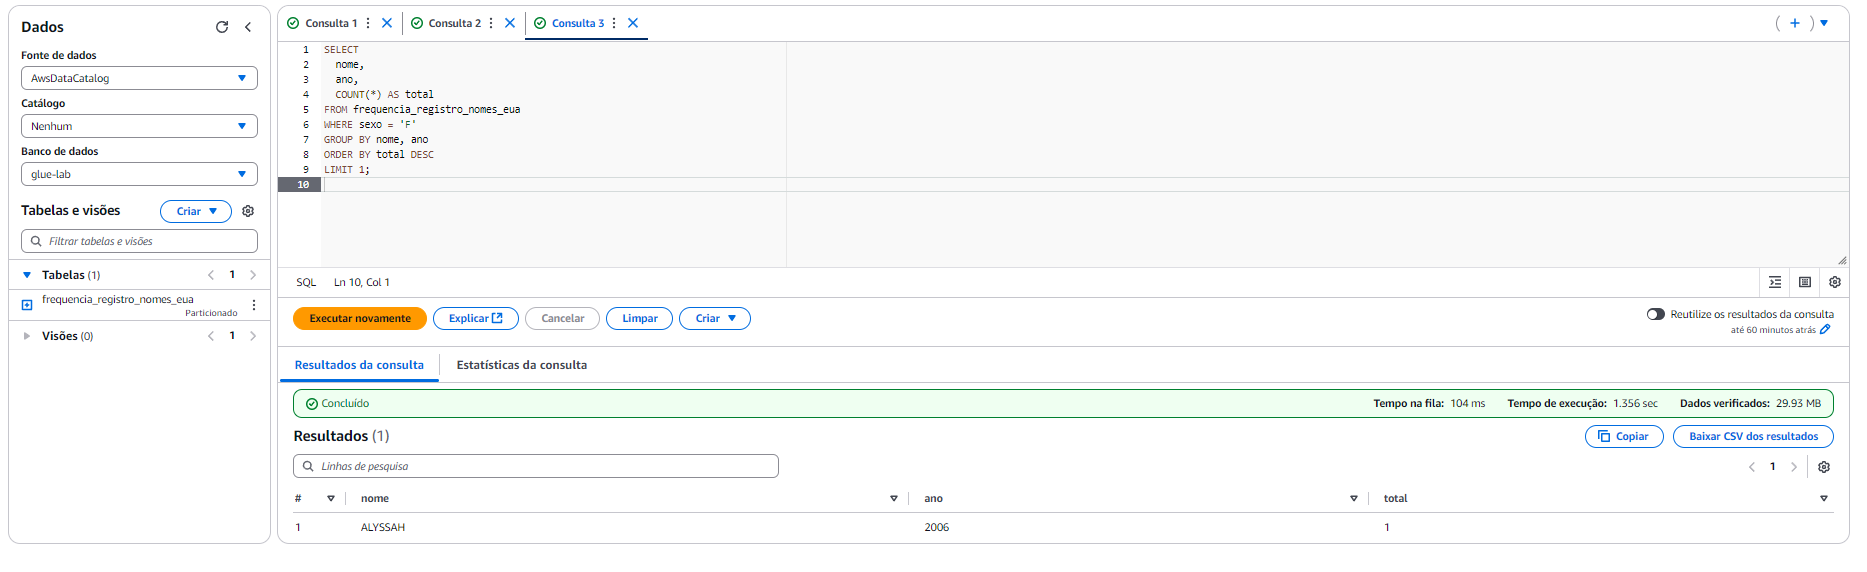 Dados
Fonte de dados
AwsDataCatalog
Catálogo
Nenhum
Banco de dados
glue-lab
Tabelas e visões
Criar
Filtrar tabelas e visões
Tabelas (1)
1
frequencia_registro_nomes_eua
Particionado
Visões (0)
1
Consulta 1
Consulta 2
Consulta 3
1 SELECT
2 nome,
3 ano,
4 COUNT(*) AS total
5 FROM frequencia_registro_nomes_eua
6 WHERE sexo = 'F'
7 GROUP BY nome, ano
8 ORDER BY total DESC
9 LIMIT 1;
10
SQL Ln 10, Col 1
Executar novamente
Explicar
Cancelar
Limpar
Criar
Reutilize os resultados da consulta
até 60 minutos atrás
Resultados da consulta
Estatísticas da consulta
Concluído
Tempo na fila: 104 ms
Tempo de execução: 1.356 sec
Dados verificados: 29.93 MB
Resultados (1)
Copiar
Baixar CSV dos resultados
Linhas de pesquisa
1
# nome ano total
1 ALYSSAH 2006 1